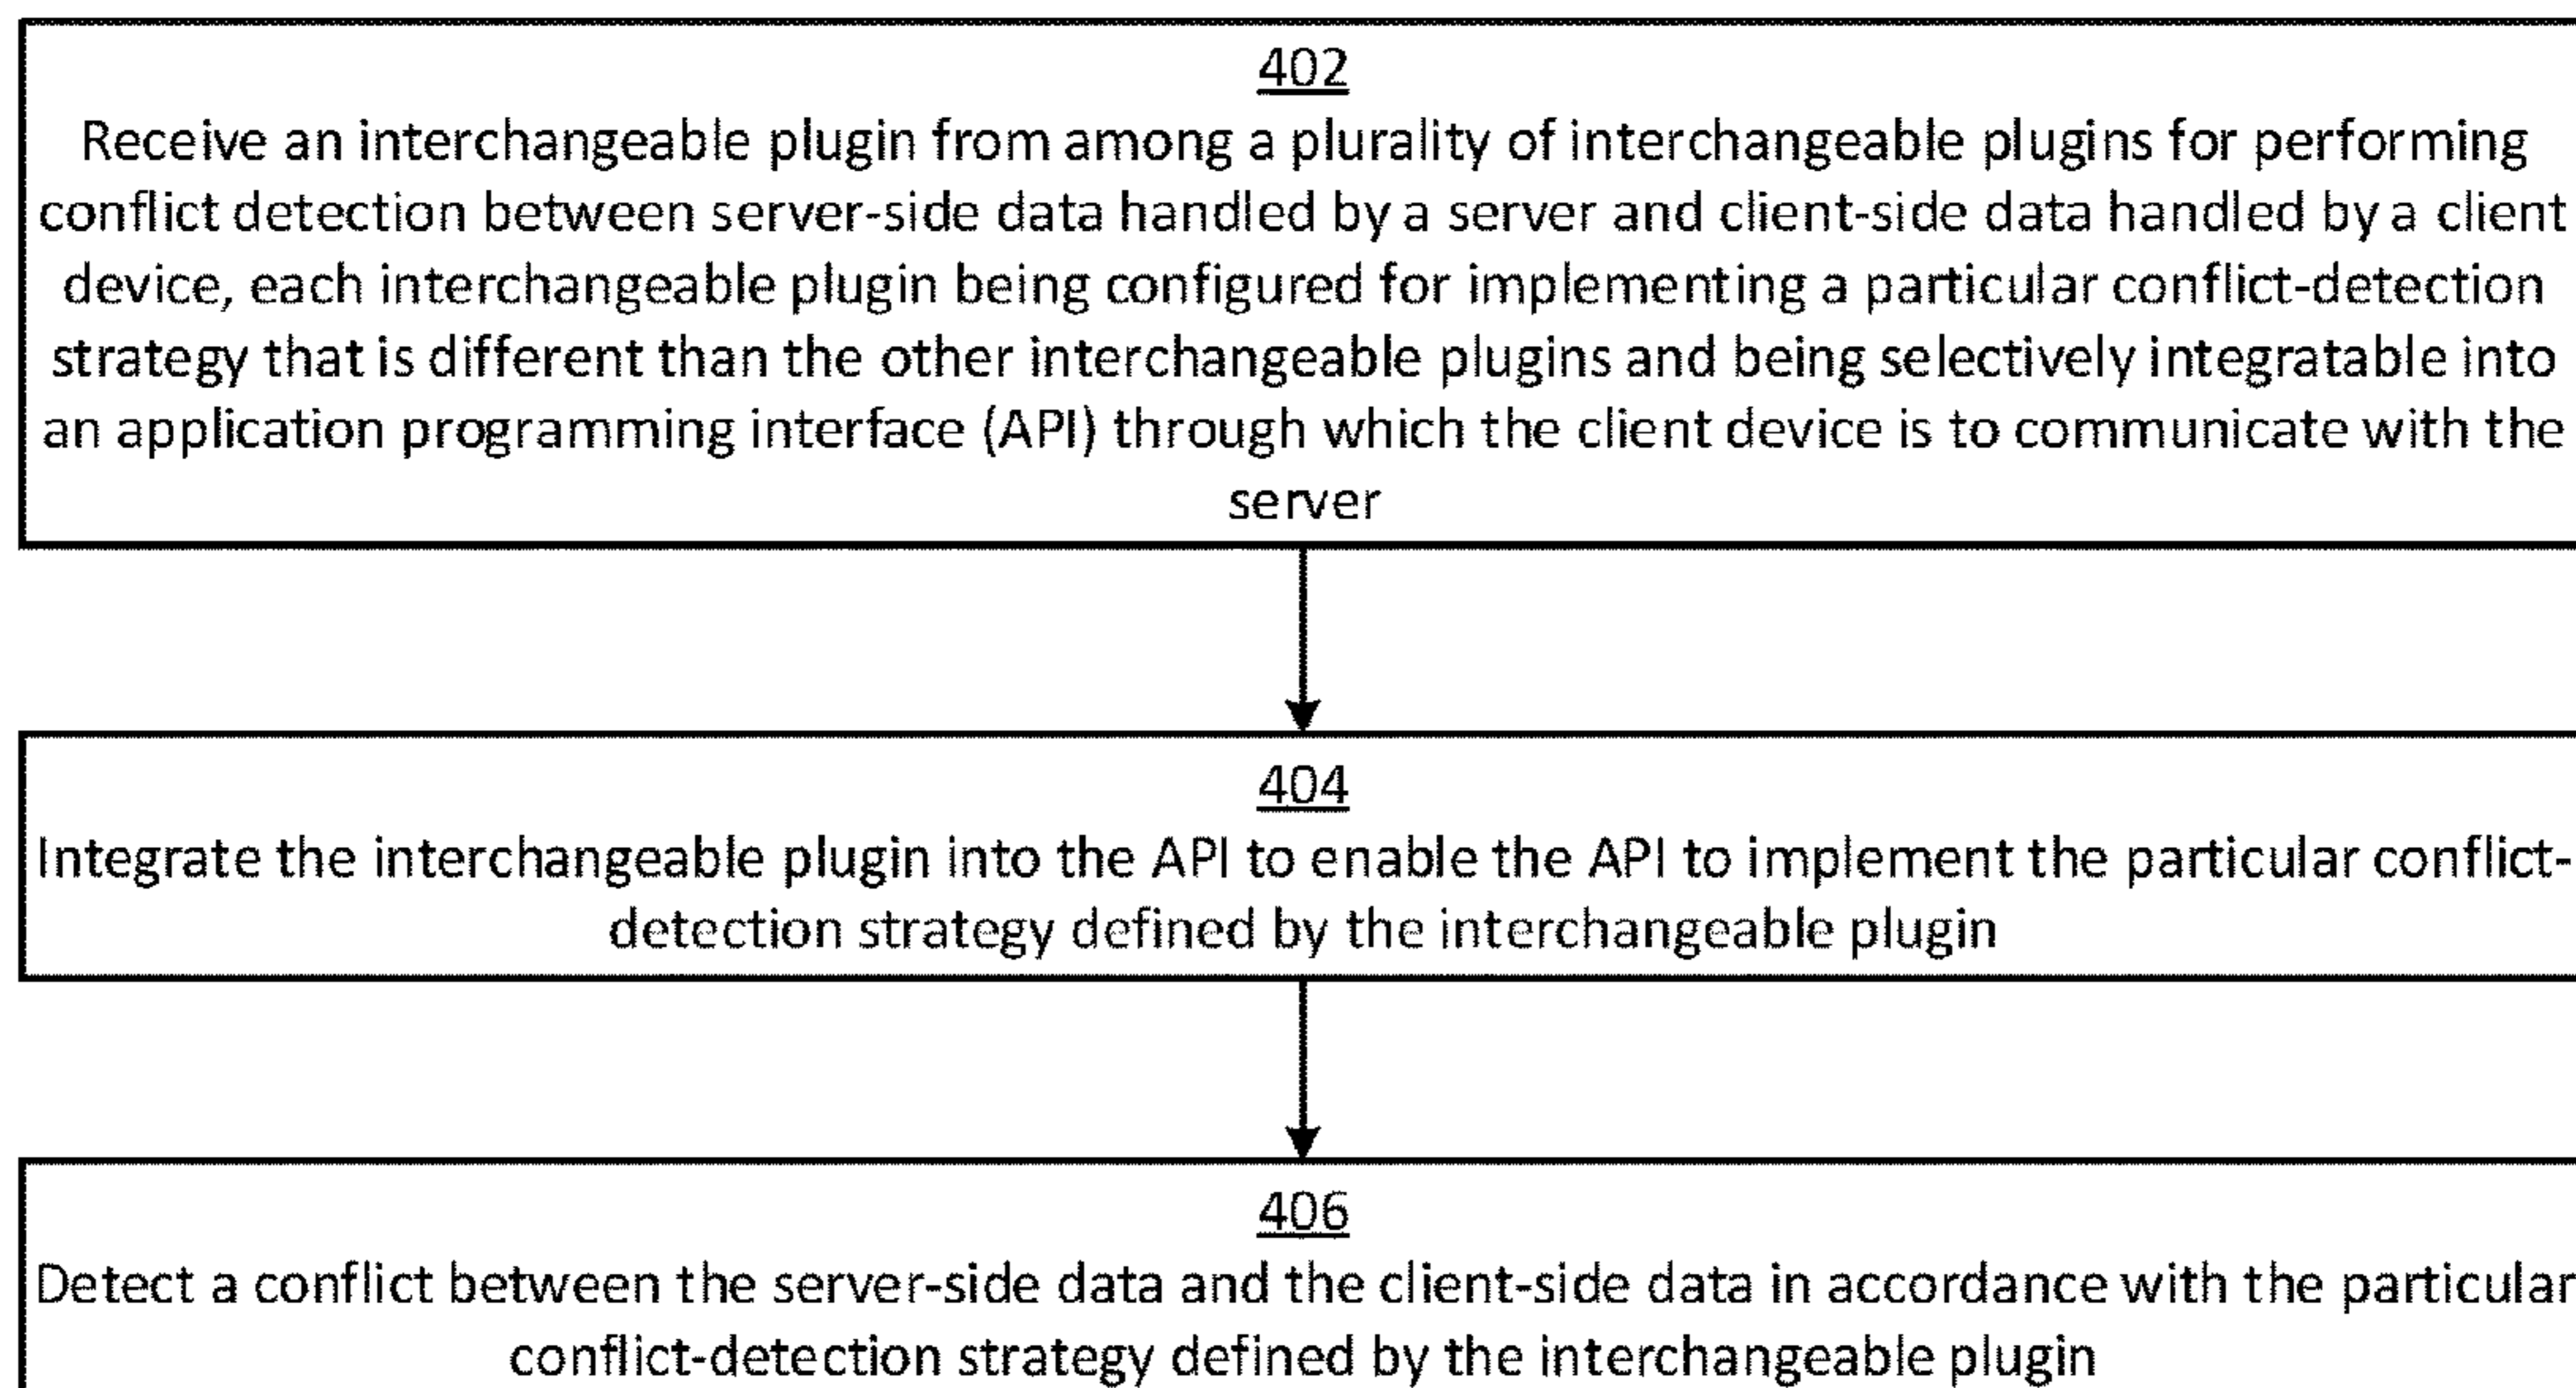 402
Receive an interchangeable plugin from among a plurality of interchangeable plugins for performing
conflict detection between server-side data handled by a server and client-side data handled by a client
device, each interchangeable plugin being configured for implementing a particular conflict-detection
strategy that is different than the other interchangeable plugins and being selectively integratable into
an application programming interface (API) through which the client device is to communicate with the
server
404
Integrate the interchangeable plugin into the API to enable the API to implement the particular conflict-
detection strategy defined by the interchangeable plugin
406
Detect a conflict between the server-side data and the client-side data in accordance with the particular
conflict-detection strategy defined by the interchangeable plugin